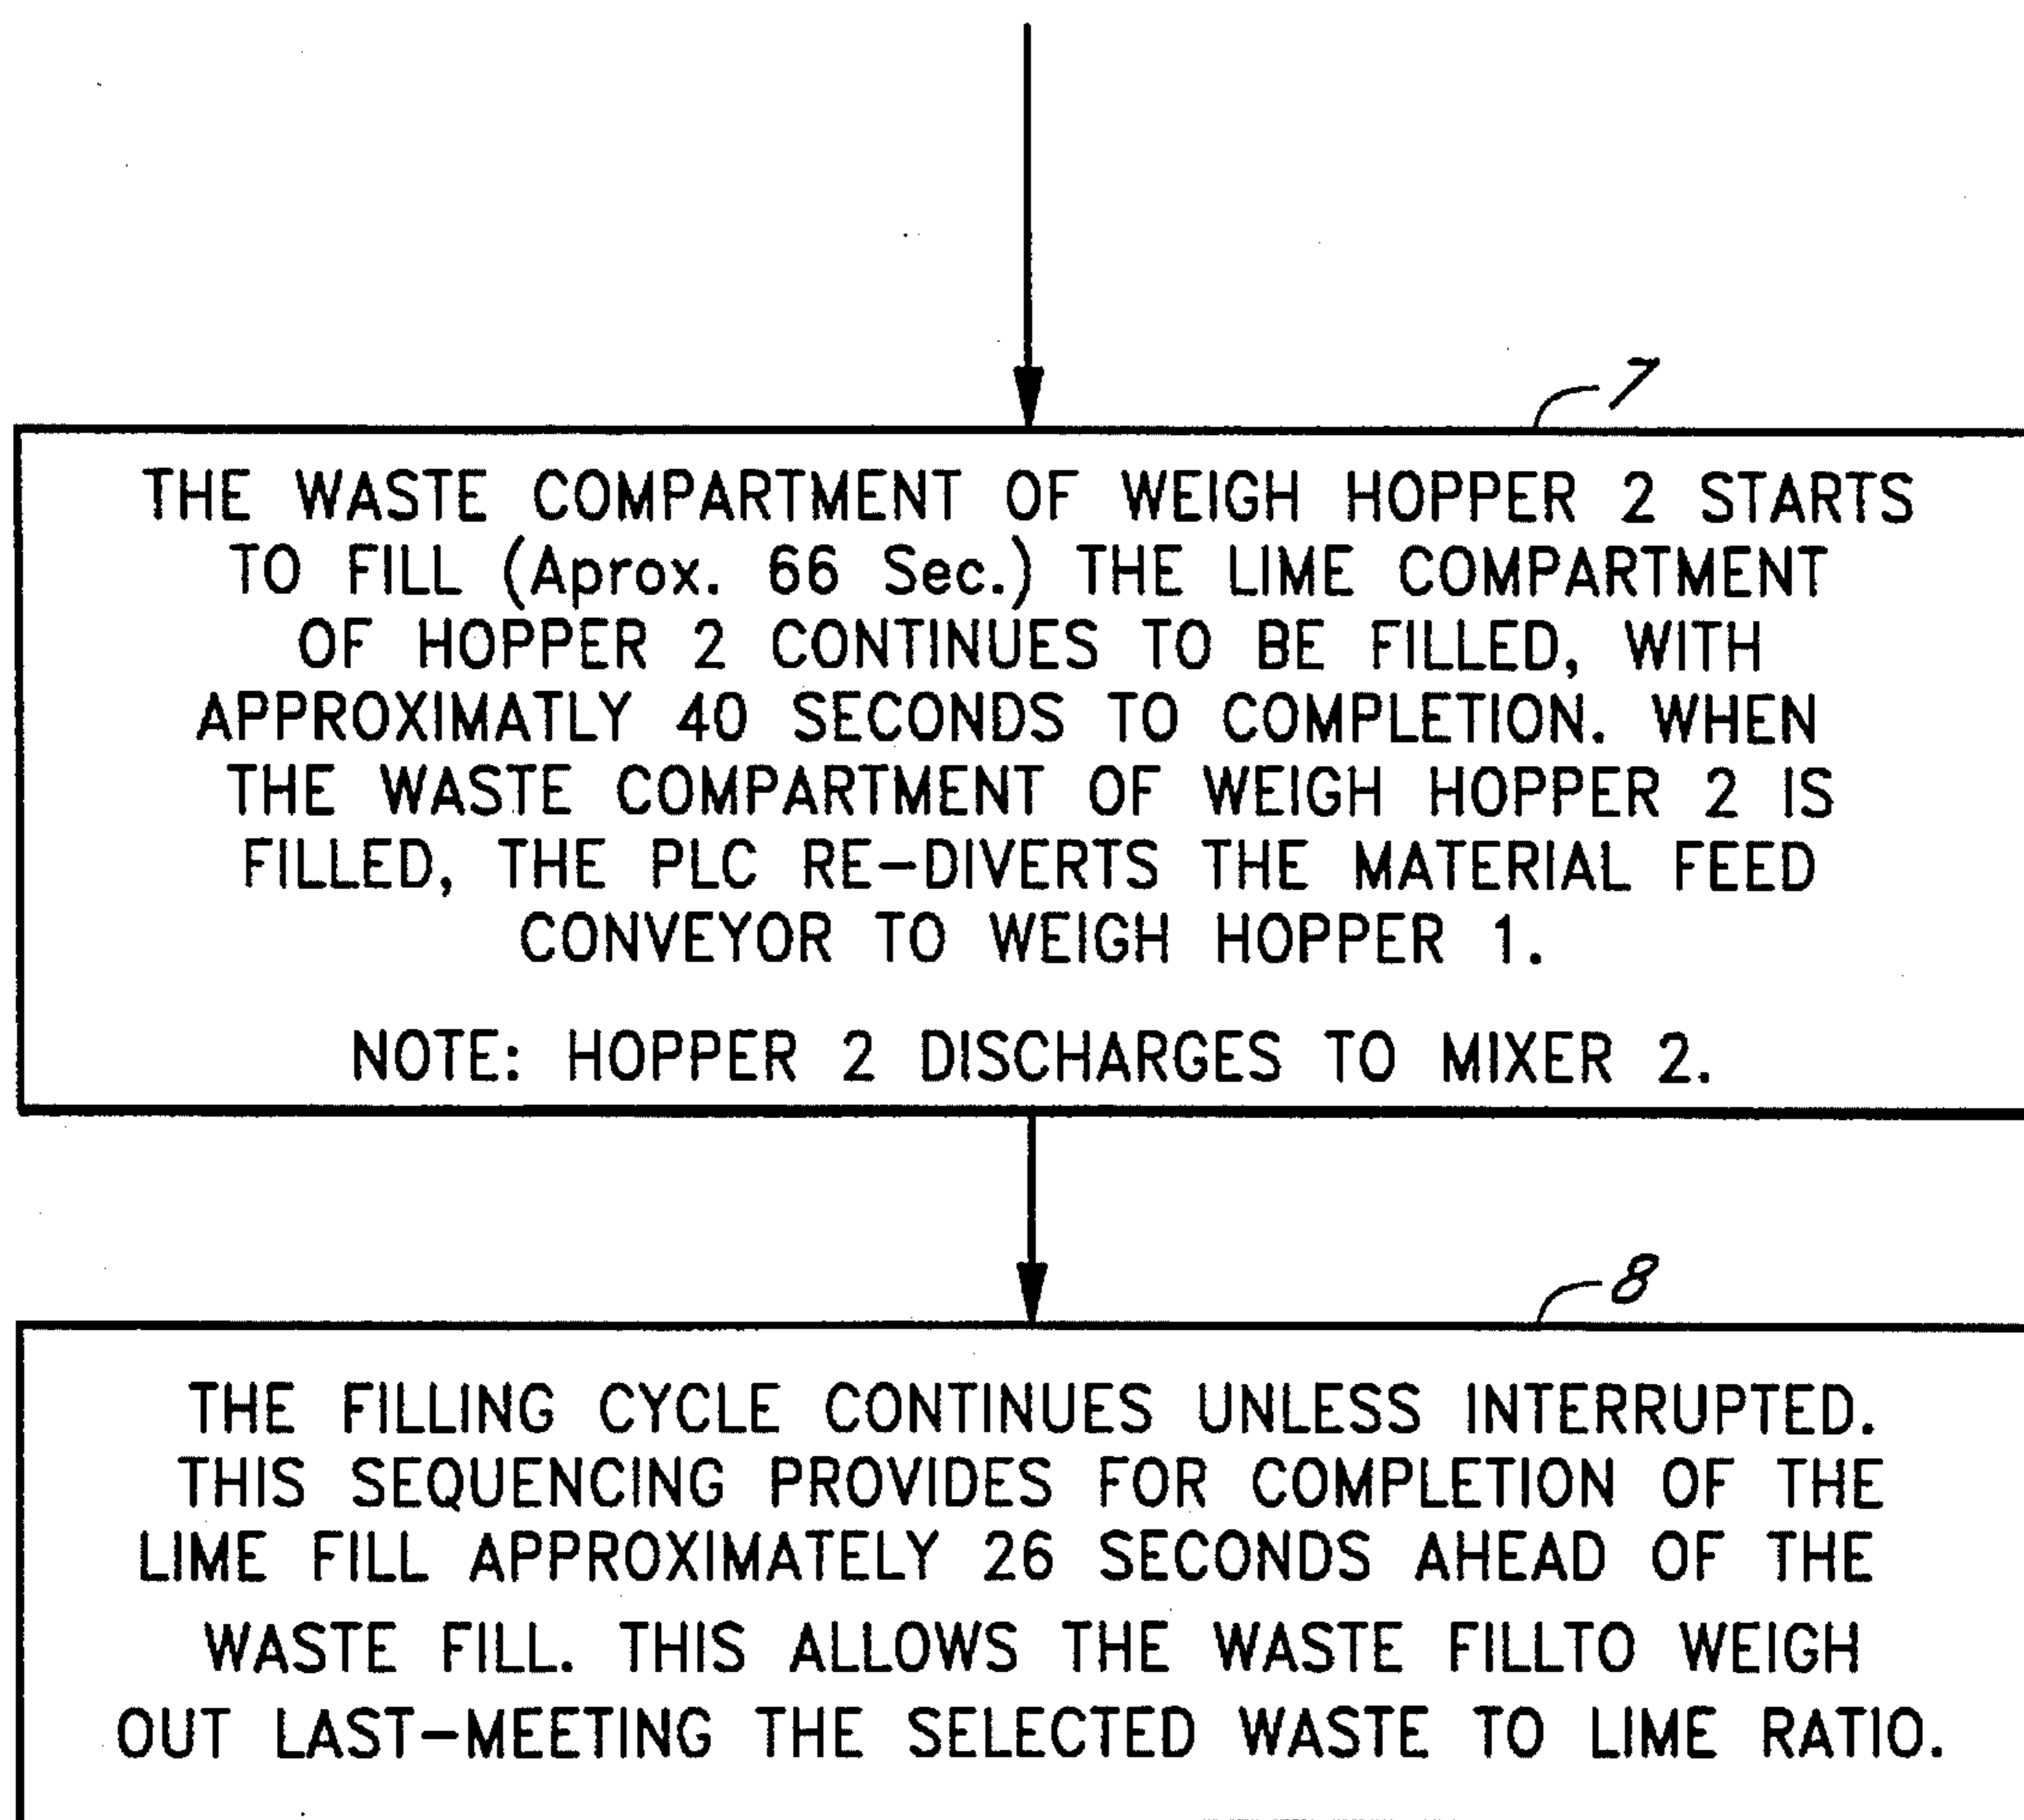 7
THE WASTE COMPARTMENT OF WEIGH HOPPER 2 STARTS
TO FILL (Aprox. 66 Sec.) THE LIME COMPARTMENT
OF HOPPER 2 CONTINUES TO BE FILLED, WITH
APPROXIMATLY 40 SECONDS TO COMPLETION. WHEN
THE WASTE COMPARTMENT OF WEIGH HOPPER 2 IS
FILLED, THE PLC RE-DIVERTS THE MATERIAL FEED
CONVEYOR TO WEIGH HOPPER 1.
NOTE: HOPPER 2 DISCHARGES TO MIXER 2.
8
THE FILLING CYCLE CONTINUES UNLESS INTERRUPTED.
THIS SEQUENCING PROVIDES FOR COMPLETION OF THE
LIME FILL APPROXIMATELY 26 SECONDS AHEAD OF THE
WASTE FILL. THIS ALLOWS THE WASTE FILLTO WEIGH
OUT LAST-MEETING THE SELECTED WASTE TO LIME RATIO.